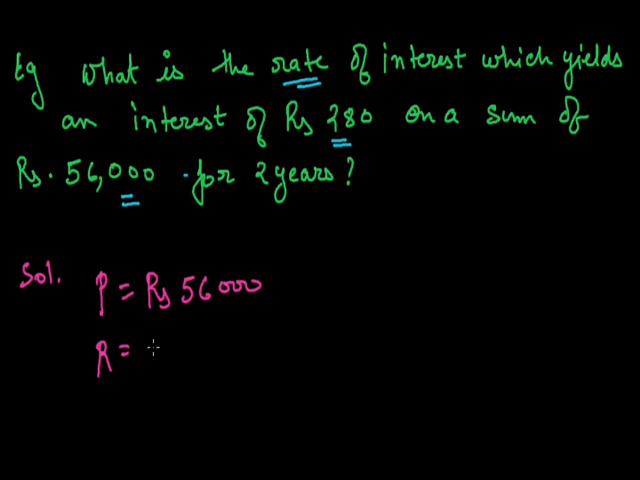 Eg What is the rate of interest which yields
an interest of Rs 280 on a sum of
Rs. 56,000 for 2 years?
Sol. P = Rs 56000
R =